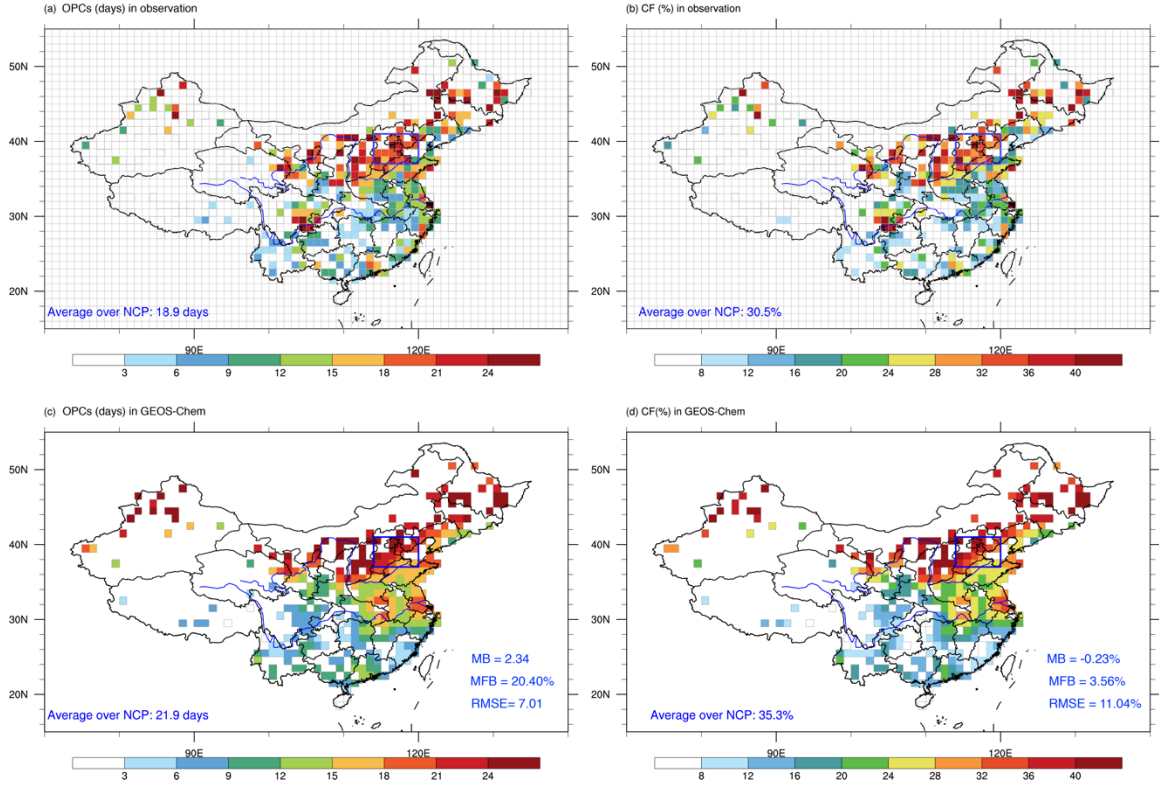 (a) OPCs (days) in observation
(b) CF (%) in observation
50N
40N
30N
20N
Average over NCP: 18.9 days
90E
120E
3 6 9 12 15 18 21 24
50N
40N
30N
20N
Average over NCP: 30.5%
90E
120E
8 12 16 20 24 28 32 36 40
(c) OPCs (days) in GEOS-Chem
(d) CF(%) in GEOS-Chem
50N
40N
30N
20N
MB = 2.34
MFB = 20.40%
RMSE= 7.01
Average over NCP: 21.9 days
90E
120E
3 6 9 12 15 18 21 24
50N
40N
30N
20N
MB = -0.23%
MFB = 3.56%
RMSE = 11.04%
Average over NCP: 35.3%
90E
120E
8 12 16 20 24 28 32 36 40